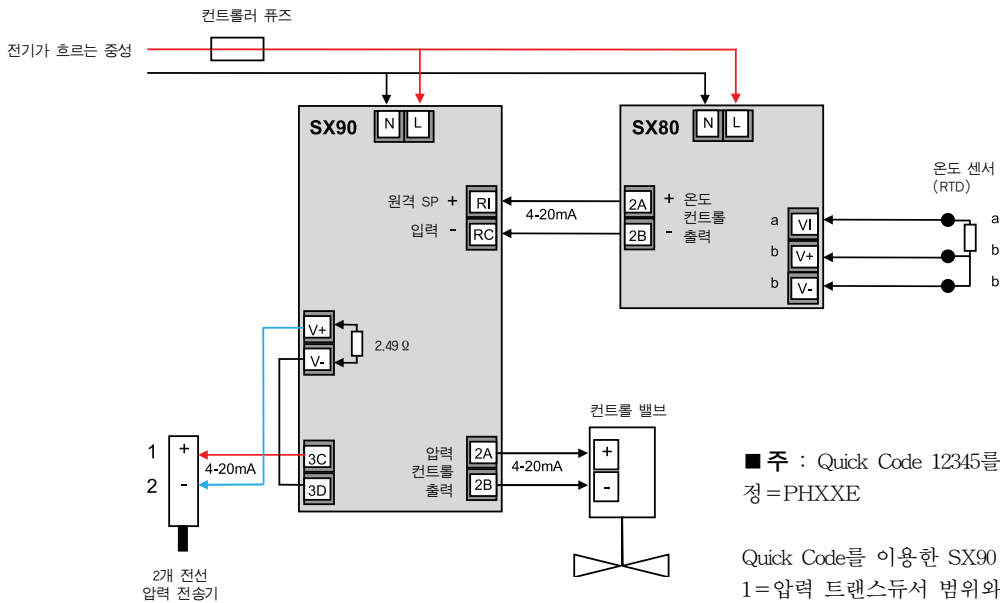 컨트롤러 퓨즈
전기가 흐르는 중성
SX90 N L
SX80 N L
온도 센서
(RTD)
원격 SP + RI
입력 - RC
4-20mA
2A + 온도
컨트롤
2B - 출력
a VI a
b V+ b
b V- b
V+
V-
2.49 Ω
컨트롤 밸브
1 +
2 -
4-20mA
3C
3D
압력 2A
컨트롤
출력 2B
4-20mA
+
-
2개 전선
압력 전송기
■ 주 : Quick Code 12345를
정=PHXXE
Quick Code를 이용한 SX90
1=압력 트랜스듀서 범위와